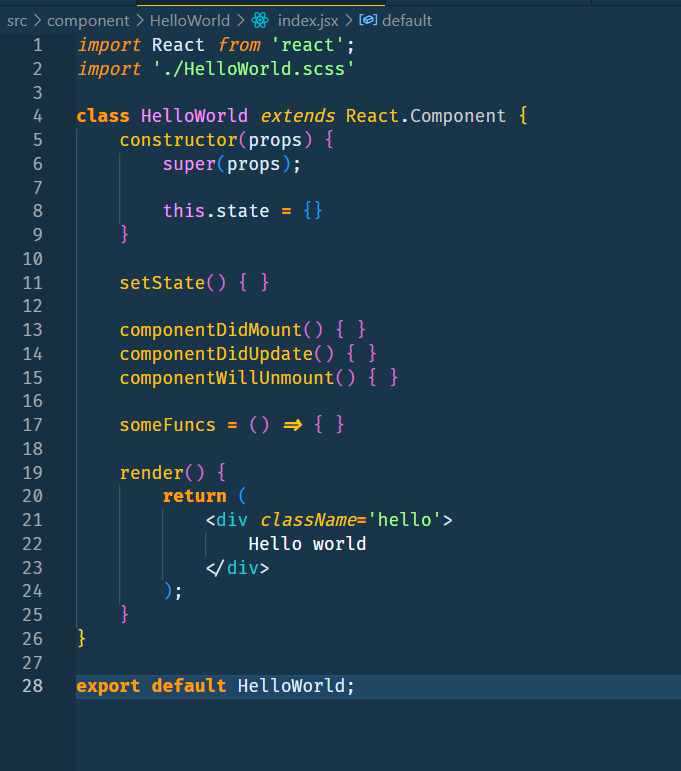 src > component > HelloWorld > index.jsx > default
1 import React from 'react';
2 import './HelloWorld.scss'
3
4 class HelloWorld extends React.Component {
5     constructor(props) {
6         super(props);
7
8         this.state = {}
9     }
10
11     setState() { }
12
13     componentDidMount() { }
14     componentDidUpdate() { }
15     componentWillUnmount() { }
16
17     someFuncs = () => { }
18
19     render() {
20         return (
21             <div className='hello'>
22                 Hello world
23             </div>
24         );
25     }
26 }
27
28 export default HelloWorld;